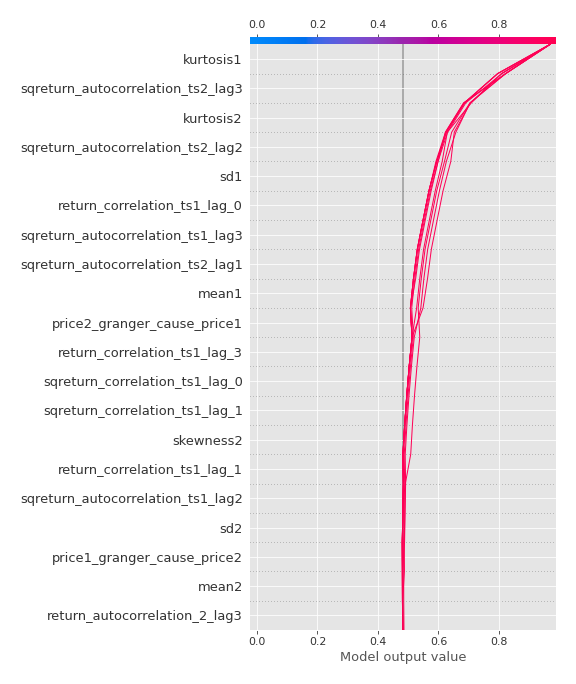 0.0 0.2 0.4 0.6 0.8
kurtosis1
sqreturn_autocorrelation_ts2_lag3
kurtosis2
sqreturn_autocorrelation_ts2_lag2
sd1
return_correlation_ts1_lag_0
sqreturn_autocorrelation_ts1_lag3
sqreturn_autocorrelation_ts2_lag1
mean1
price2_granger_cause_price1
return_correlation_ts1_lag_3
sqreturn_correlation_ts1_lag_0
sqreturn_correlation_ts1_lag_1
skewness2
return_correlation_ts1_lag_1
sqreturn_autocorrelation_ts1_lag2
sd2
price1_granger_cause_price2
mean2
return_autocorrelation_2_lag3
0.0 0.2 0.4 0.6 0.8
Model output value